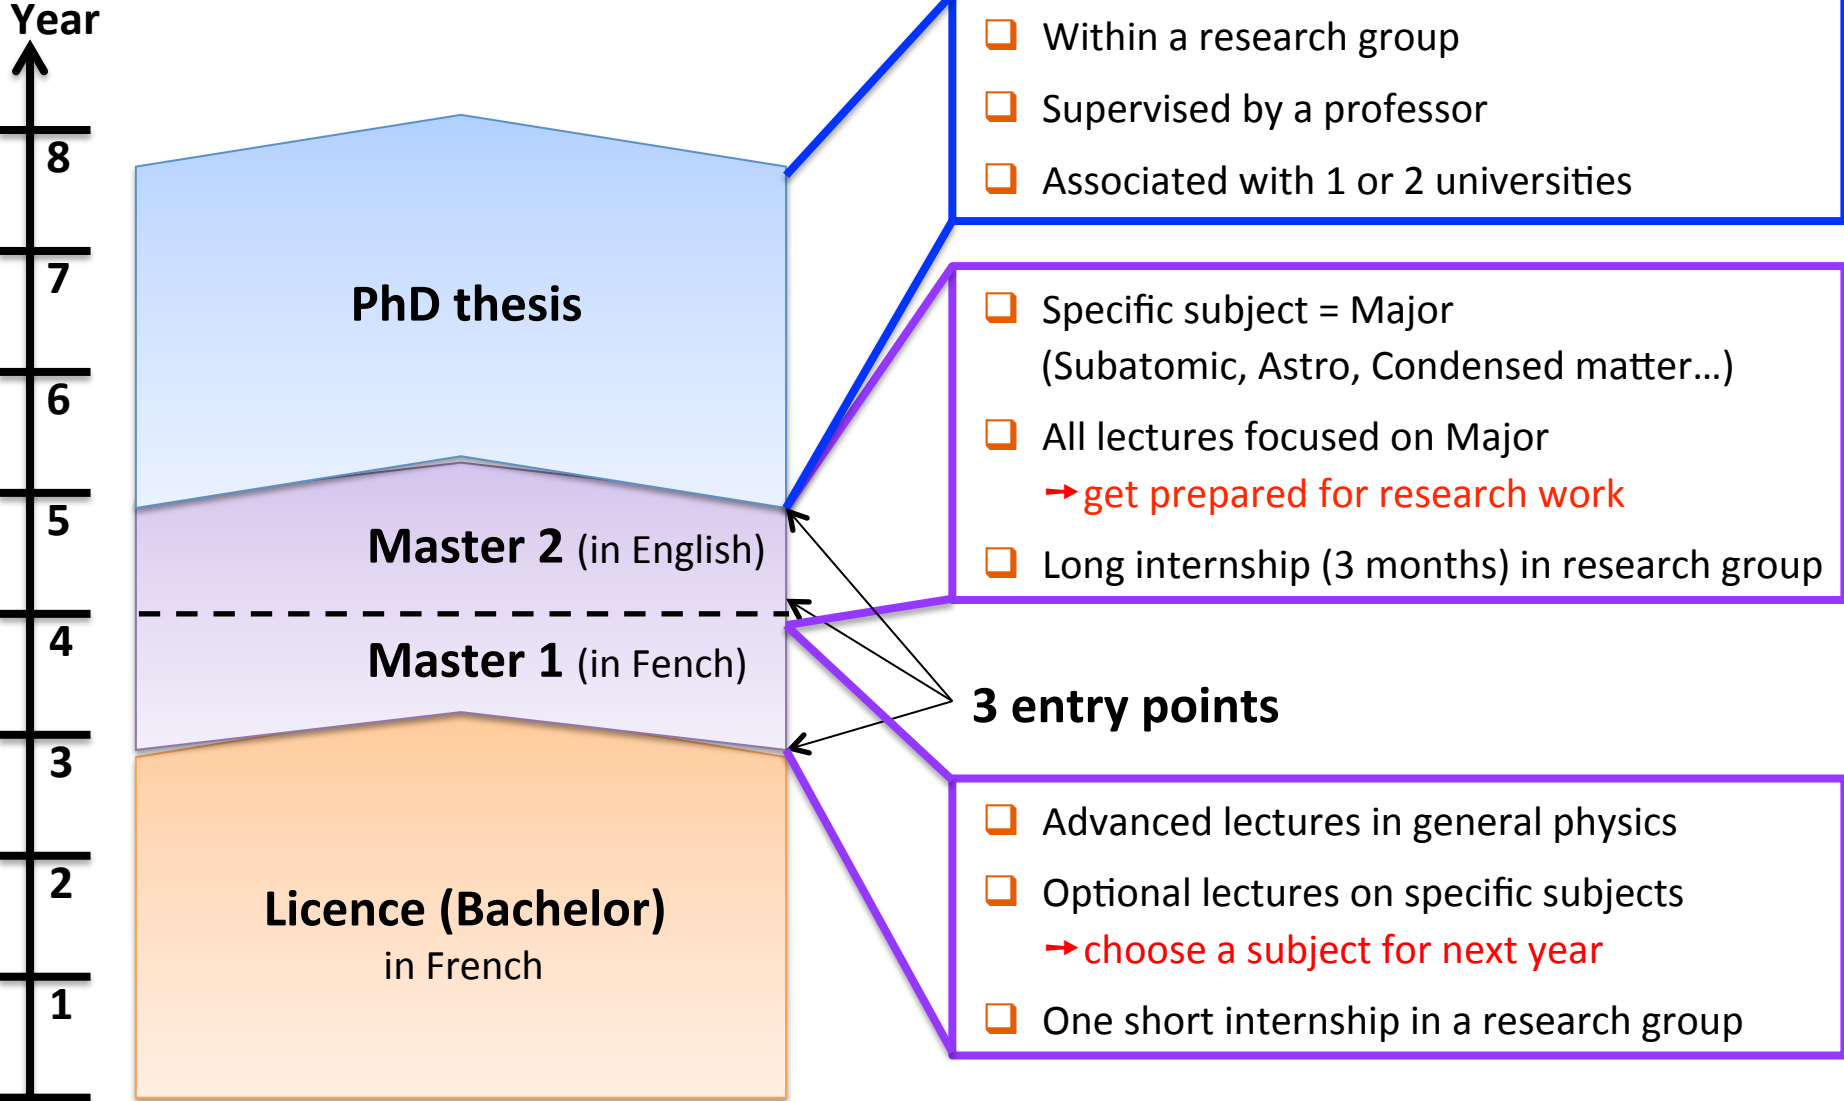 Year
8
7
6
5
4
3
2
1
PhD thesis
Master 2 (in English)
Master 1 (in Fench)
Licence (Bachelor)
in French
❑ Within a research group
❑ Supervised by a professor
❑ Associated with 1 or 2 universities
❑ Specific subject = Major
(Subatomic, Astro, Condensed matter…)
❑ All lectures focused on Major
➙ get prepared for research work
❑ Long internship (3 months) in research group
3 entry points
❑ Advanced lectures in general physics
❑ Optional lectures on specific subjects
➙ choose a subject for next year
❑ One short internship in a research group